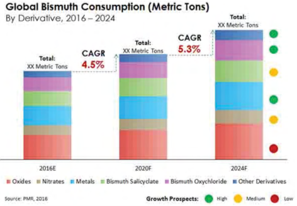 Global Bismuth Consumption (Metric Tons)
By Derivative, 2016 – 2024
Total:
XX Metric Tons
CAGR
4.5%
Total:
XX Metric Tons
CAGR
5.3%
Total:
XX Metric Tons
2016E
2020F
2024F
Oxides Nitrates Metals Bismuth Salicylate Bismuth Oxychloride Other Derivatives
Source: PMR, 2016
Growth Prospects: High Medium Low